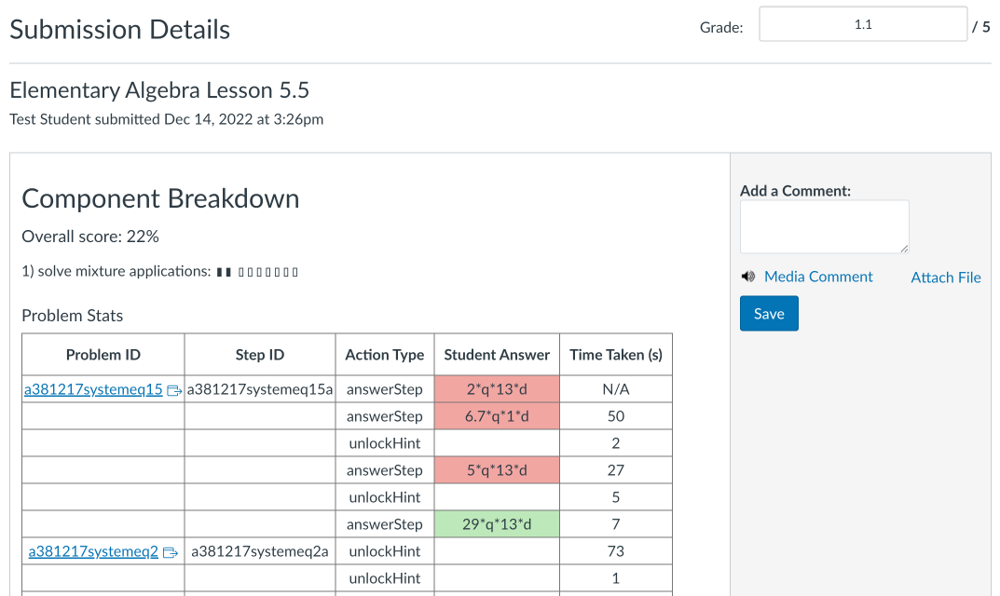 Submission Details
Grade: 1.1 / 5
Elementary Algebra Lesson 5.5
Test Student submitted Dec 14, 2022 at 3:26pm
Component Breakdown
Overall score: 22%
1) solve mixture applications: ▮▮ ▯▯▯▯▯▯▯
Problem Stats
Problem ID Step ID Action Type Student Answer Time Taken (s)
a381217systemeq15 a381217systemeq15a answerStep 2*q*13*d N/A
answerStep 6.7*q*1*d 50
unlockHint 2
answerStep 5*q*13*d 27
unlockHint 5
answerStep 29*q*13*d 7
a381217systemeq2 a381217systemeq2a unlockHint 73
unlockHint 1
Add a Comment:
Media Comment Attach File
Save